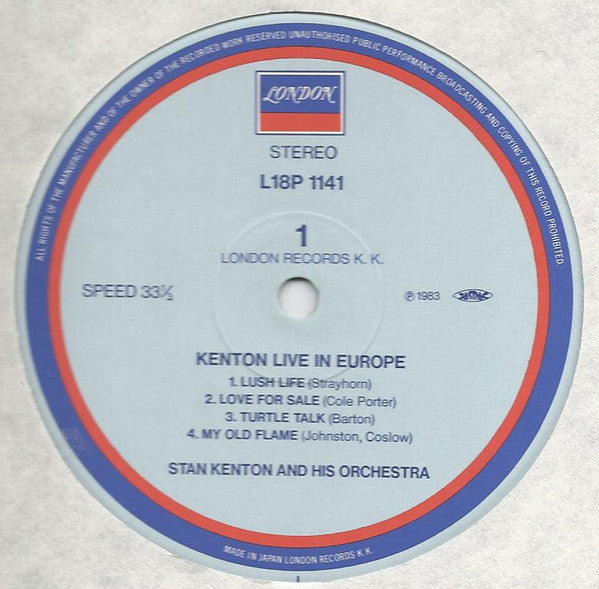 ALL RIGHTS OF THE MANUFACTURER AND OF THE OWNER OF THE RECORDED WORK RESERVED UNAUTHORISED PUBLIC PERFORMANCE BROADCASTING AND COPYING OF THIS RECORD PROHIBITED.
LONDON
STEREO
L18P 1141
1
LONDON RECORDS K. K.
SPEED 33⅓
℗ 1983 JASRAC
KENTON LIVE IN EUROPE
1. LUSH LIFE (Strayhorn)
2. LOVE FOR SALE (Cole Porter)
3. TURTLE TALK (Barton)
4. MY OLD FLAME (Johnston, Coslow)
STAN KENTON AND HIS ORCHESTRA
MADE IN JAPAN LONDON RECORDS K. K.